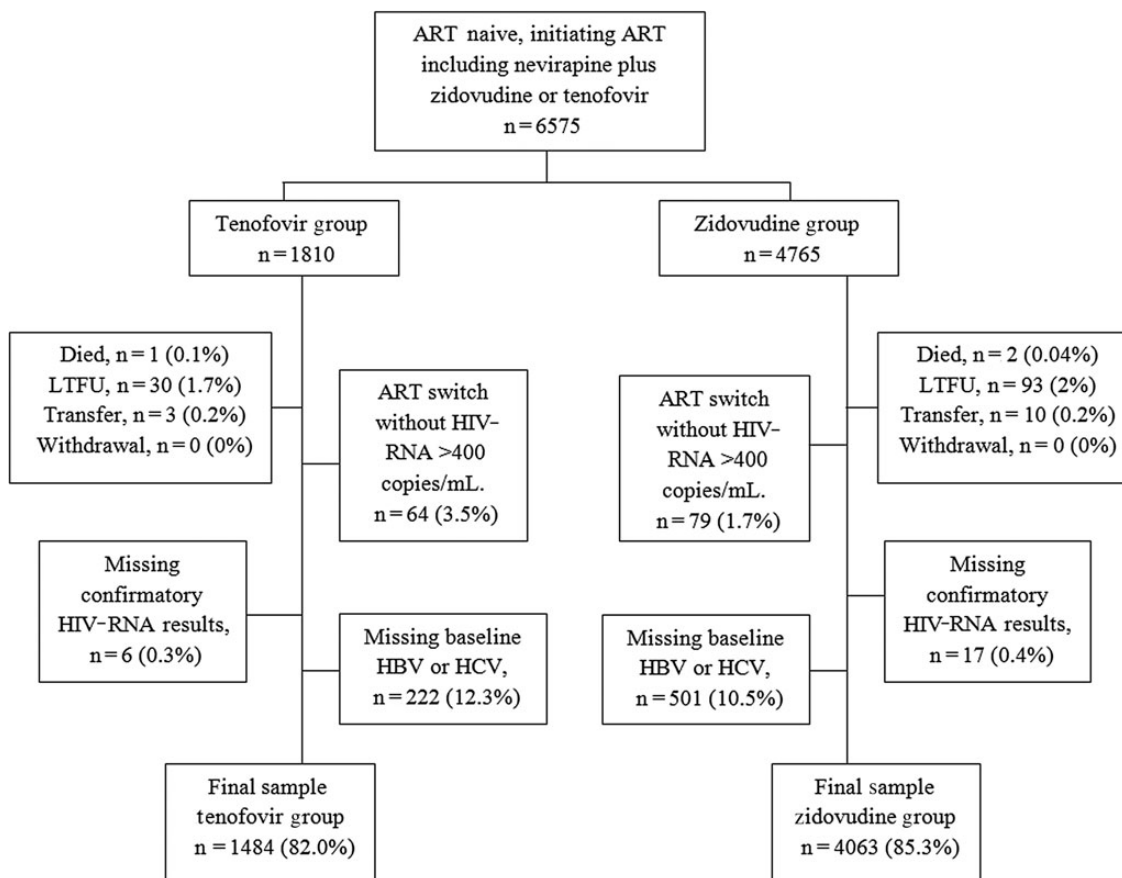 ART naive, initiating ART
including nevirapine plus
zidovudine or tenofovir
n=6575
Tenofovir group
n=1810
Zidovudine group
n=4765
Died, n=1 (0.1%)
LTFU, n=30 (1.7%)
Transfer, n=3 (0.2%)
Withdrawal, n=0 (0%)
ART switch
without HIV-
RNA >400
copies/mL.
n=64 (3.5%)
ART switch
without HIV-
RNA >400
copies/mL.
n=79 (1.7%)
Died, n=2 (0.04%)
LTFU, n=93 (2%)
Transfer, n=10 (0.2%)
Withdrawal, n=0 (0%)
Missing
confirmatory
HIV-RNA results,
n=6 (0.3%)
Missing baseline
HBV or HCV,
n=222 (12.3%)
Missing baseline
HBV or HCV,
n=501 (10.5%)
Missing
confirmatory
HIV-RNA results,
n=17 (0.4%)
Final sample
tenofovir group
n =1484 (82.0%)
Final sample
zidovudine group
n=4063 (85.3%)